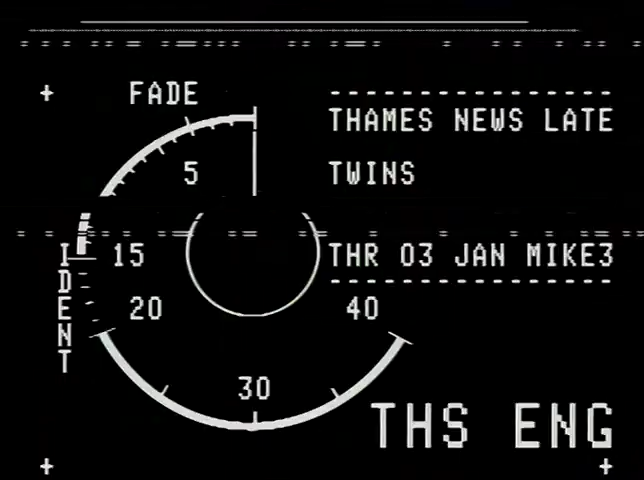 FADE
THAMES NEWS LATE
5
TWINS
15
THR 03 JAN MIKE3
IDENT
20
40
30
THS ENG